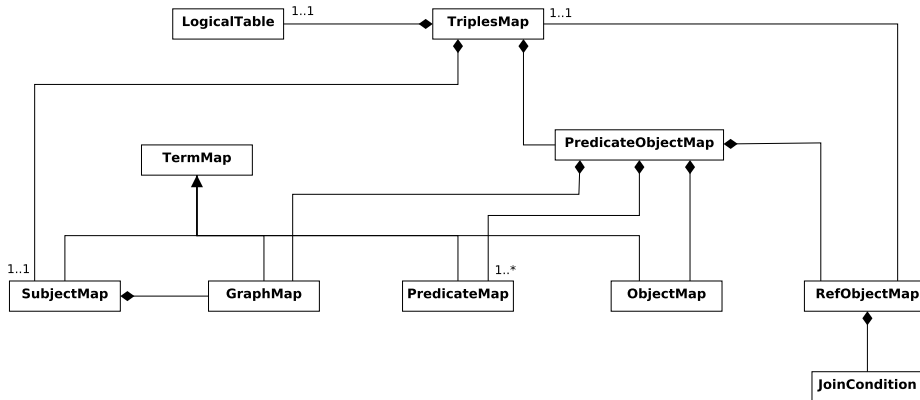 LogicalTable
1..1
TriplesMap
1..1
PredicateObjectMap
TermMap
1..1
1..*
SubjectMap
GraphMap
PredicateMap
ObjectMap
RefObjectMap
JoinCondition